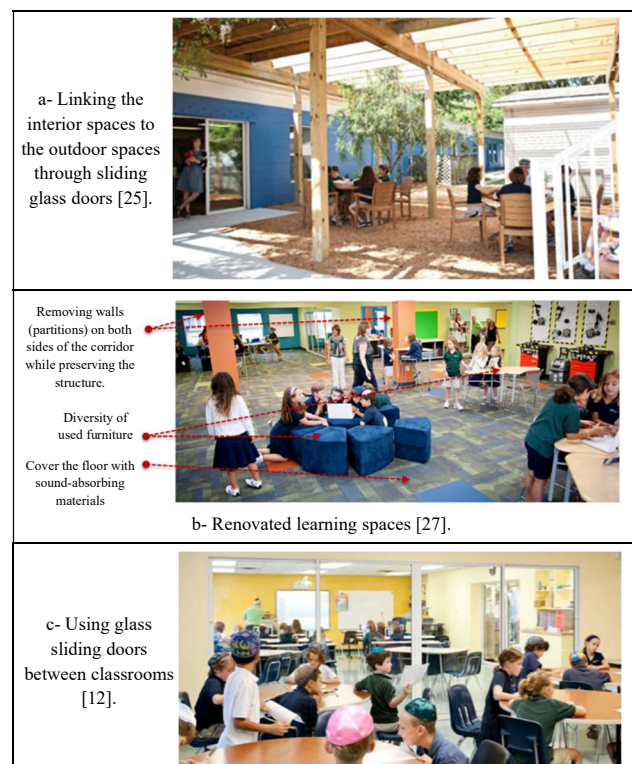 a- Linking the
interior spaces to
the outdoor spaces
through sliding
glass doors [25].
Removing walls
(partitions) on both
sides of the corridor
while preserving the
structure.
Diversity of
used furniture
Cover the floor with
sound-absorbing
materials
b- Renovated learning spaces [27].
c- Using glass
sliding doors
between classrooms
[12].